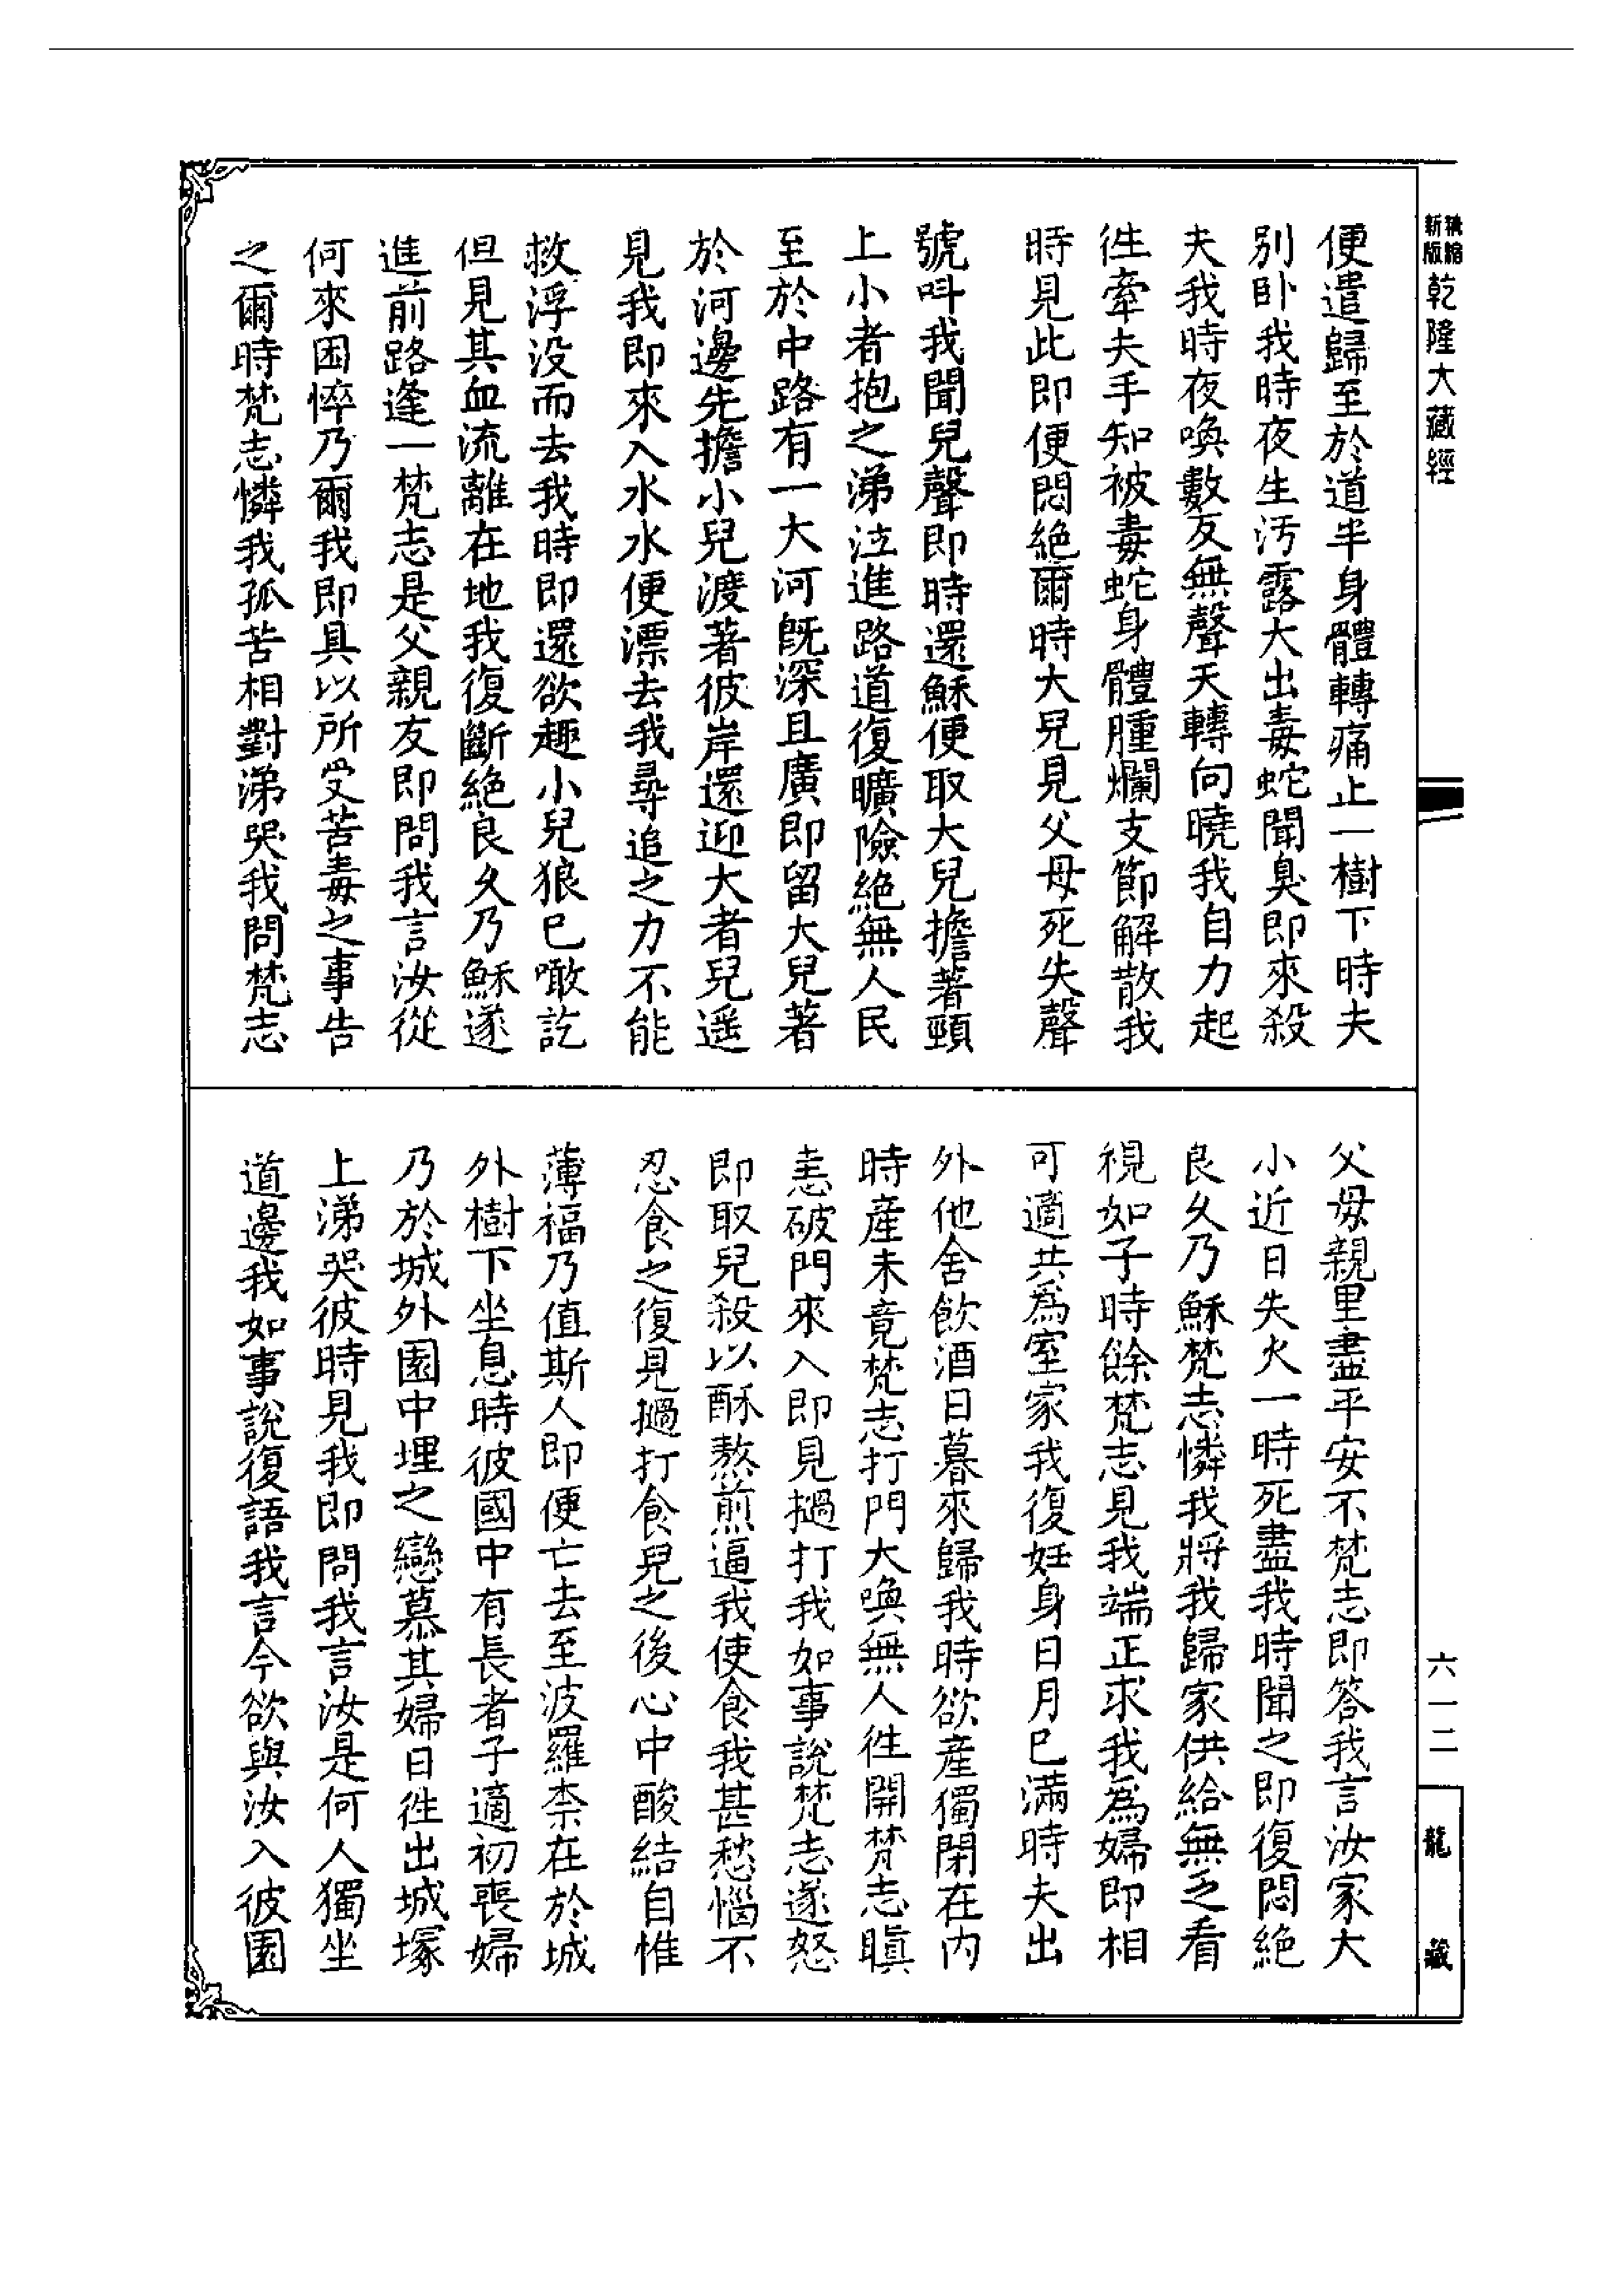 精縮新版乾隆大藏經
便遣歸至於道半身體轉痛止一樹下時夫
別卧我時夜生汚露大出毒蛇聞臭即來殺
夫我時夜喚數反無聲天轉向曉我自力起
徃牽夫手知被毒蛇身體腫爛支節解散我
時見此即便悶絕爾時大兒見父母死失聲
號呌我聞兒聲即時還穌便取大兒擔著頸
上小者抱之涕泣進路道復曠險絕無人民
至於中路有一大河旣深且廣即留大兒著
於河邊先擔小兒渡著彼岸還迎大者兒遥
見我即來入水水便漂去我尋追之力不能
救浮没而去我時即還欲趣小兒狼巳噉訖
但見其血流離在地我復斷絕良久乃穌遂
進前路逢一梵志是父親友即問我言汝從
何來困悴乃爾我即具以所受苦毒之事告
之爾時梵志憐我孤苦相對涕哭我問梵志
父母親里盡平安不梵志即答我言汝家大
小近日失火一時死盡我時聞之即復悶絕
良久乃穌梵志憐我將我歸家供給無乏看
視如子時餘梵志見我端正求我爲婦即相
可適共爲室家我復妊身日月巳滿時夫出
外他舍飲酒日暮來歸我時欲產獨閉在内
時產未竟梵志打門大喚無人徃開梵志瞋
恚破門來入即見撾打我如事說梵志遂怒
即取兒殺以酥熬煎逼我使食我甚愁惱不
忍食之復見撾打食兒之後心中酸結自惟
薄福乃值斯人即便亡去至波羅柰在於城
外樹下坐息時彼國中有長者子適初喪婦
乃於城外園中埋之戀慕其婦日徃出城塚
上涕哭彼時見我即問我言汝是何人獨坐
道邊我如事說復語我言今欲與汝入彼園
六一二
龍藏